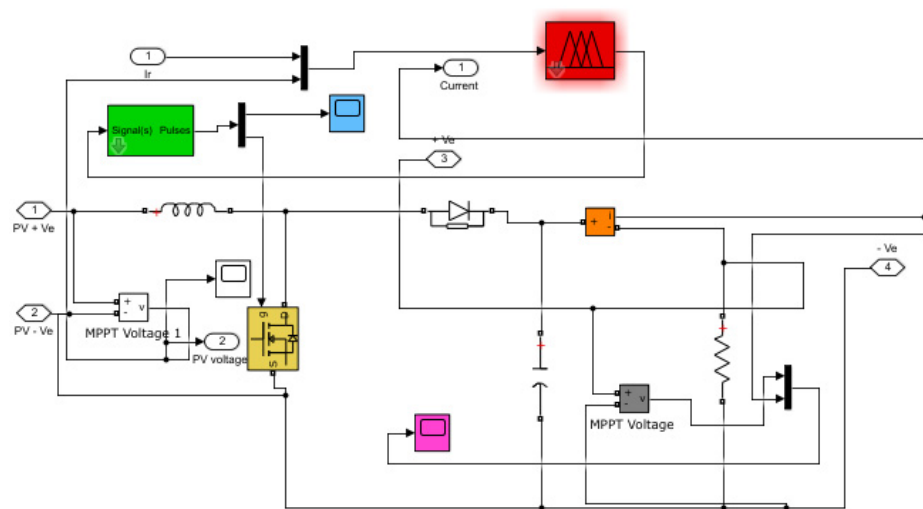 1
Ir
1
Current
Signal(s) Pulses
+ Ve
3
1
PV + Ve
+
+
i
-
- Ve
4
2
PV - Ve
+
-
v
MPPT Voltage 1
2
PV voltage
g
D
S
+
+
+
-
v
MPPT Voltage